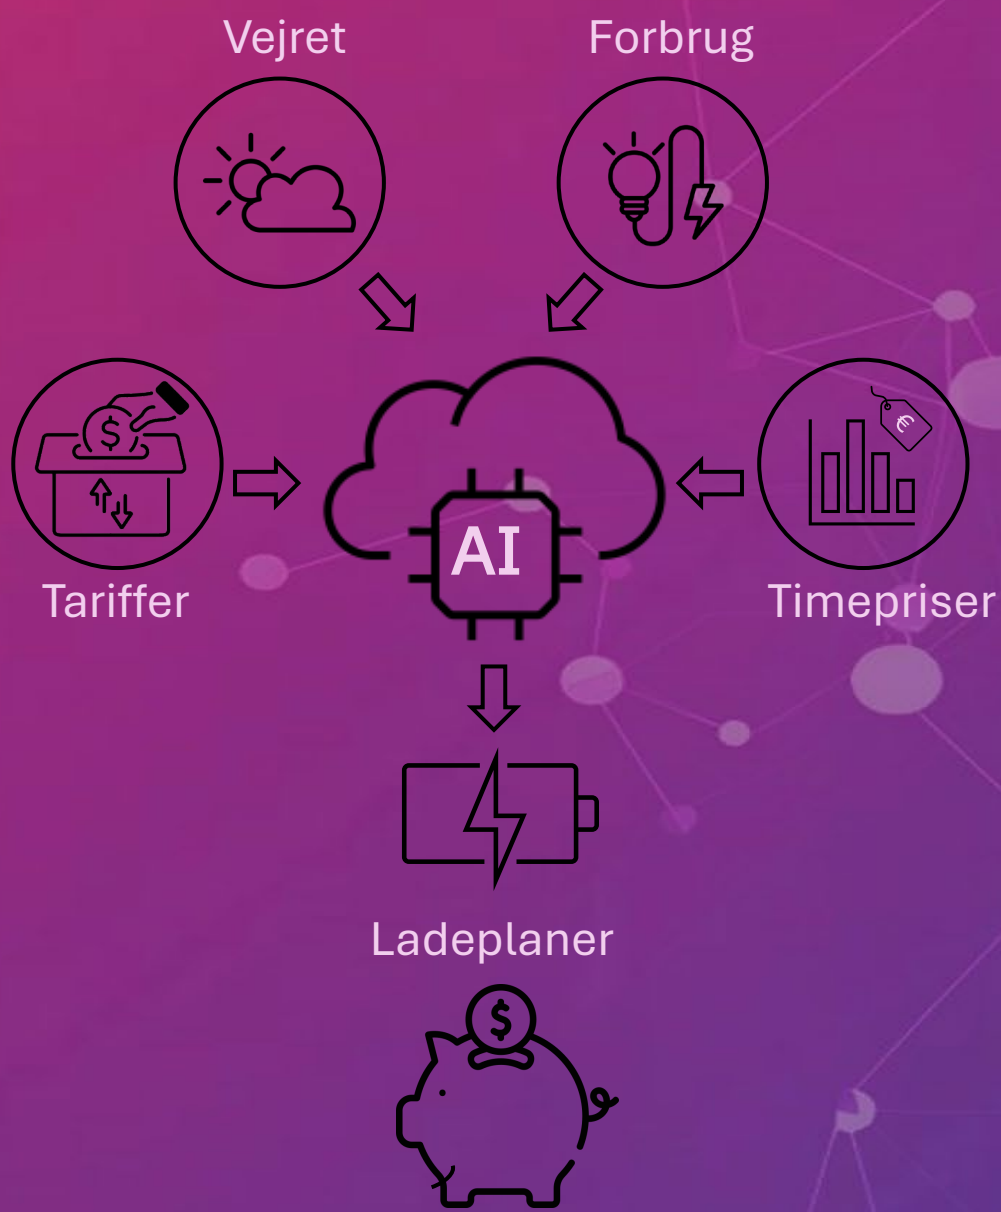 Vejret
Forbrug
$
€
AI
Tariffer
Timepriser
Ladeplaner
$